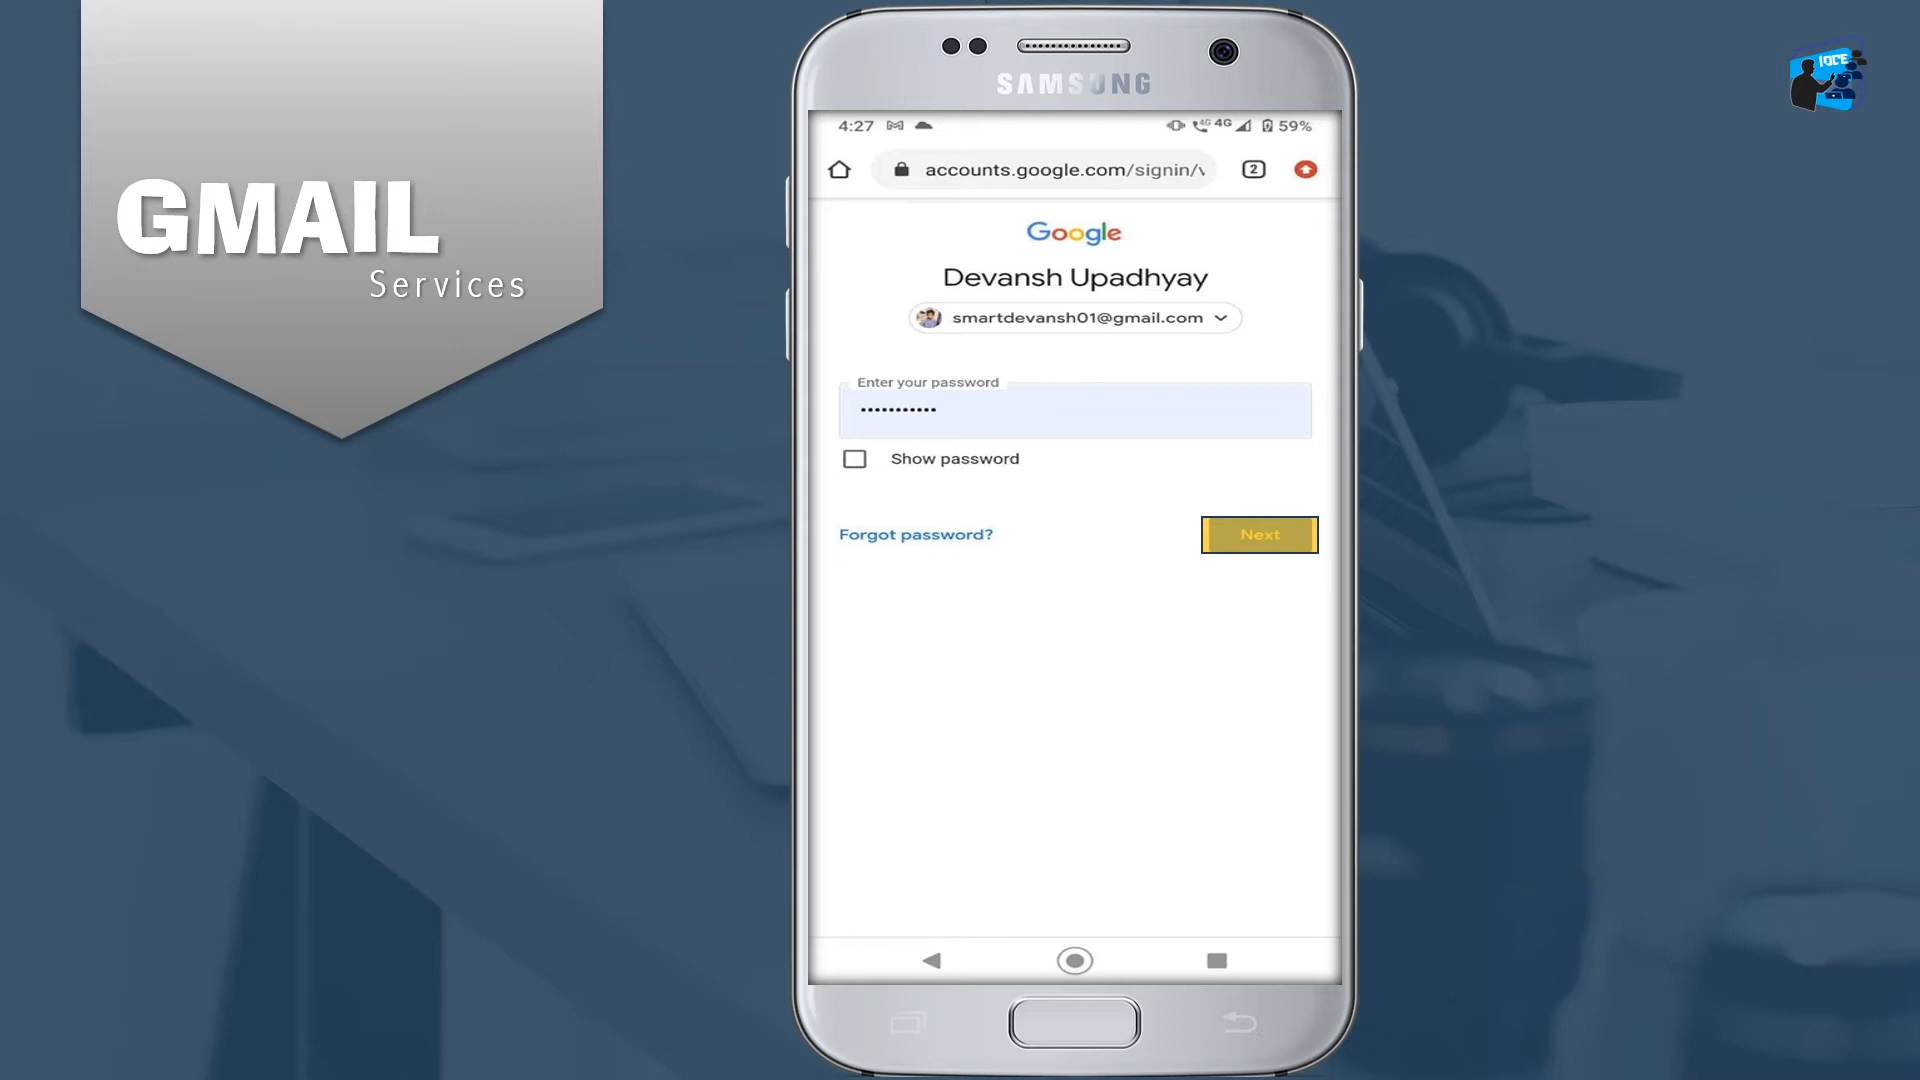 GMAIL
Services
SAMSUNG
4:27
4G 4G 59%
accounts.google.com/signin/v
2
Google
Devansh Upadhyay
smartdevansh01@gmail.com
Enter your password
•••••••••••
Show password
Forgot password?
Next